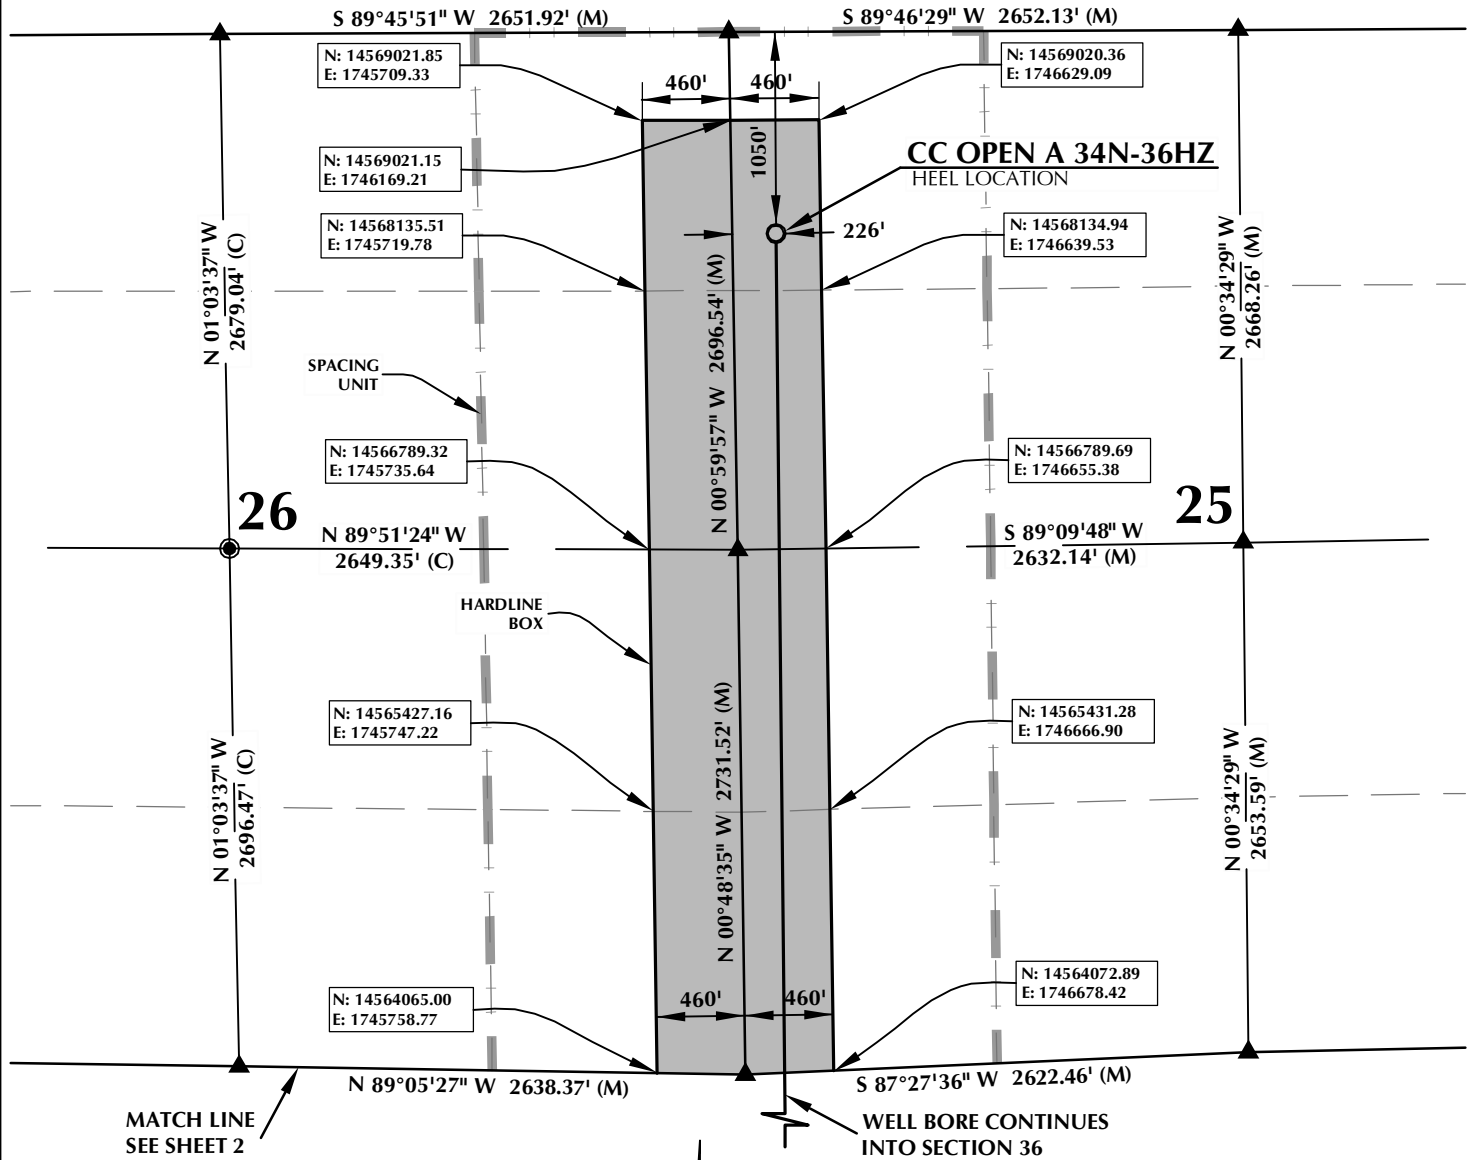 S 89°45'51" W 2651.92' (M)
S 89°46'29" W 2652.13' (M)
N: 14569021.85
E: 1745709.33
460'
460'
N: 14569020.36
E: 1746629.09
1050'
CC OPEN A 34N-36HZ
HEEL LOCATION
N: 14569021.15
E: 1746169.21
N: 14568135.51
E: 1745719.78
226'
N: 14568134.94
E: 1746639.53
N 01°03'37" W
2679.04' (C)
N 00°59'57" W 2696.54' (M)
N 00°34'29" W
2668.26' (M)
SPACING
UNIT
N: 14566789.32
E: 1745735.64
N: 14566789.69
E: 1746655.38
26
25
N 89°51'24" W
2649.35' (C)
S 89°09'48" W
2632.14' (M)
HARDLINE
BOX
N: 14565427.16
E: 1745747.22
N: 14565431.28
E: 1746666.90
N 01°03'37" W
2696.47' (C)
N 00°48'35" W 2731.52' (M)
N 00°34'29" W
2653.59' (M)
N: 14564065.00
E: 1745758.77
460'
460'
N: 14564072.89
E: 1746678.42
N 89°05'27" W 2638.37' (M)
S 87°27'36" W 2622.46' (M)
MATCH LINE
SEE SHEET 2
WELL BORE CONTINUES
INTO SECTION 36